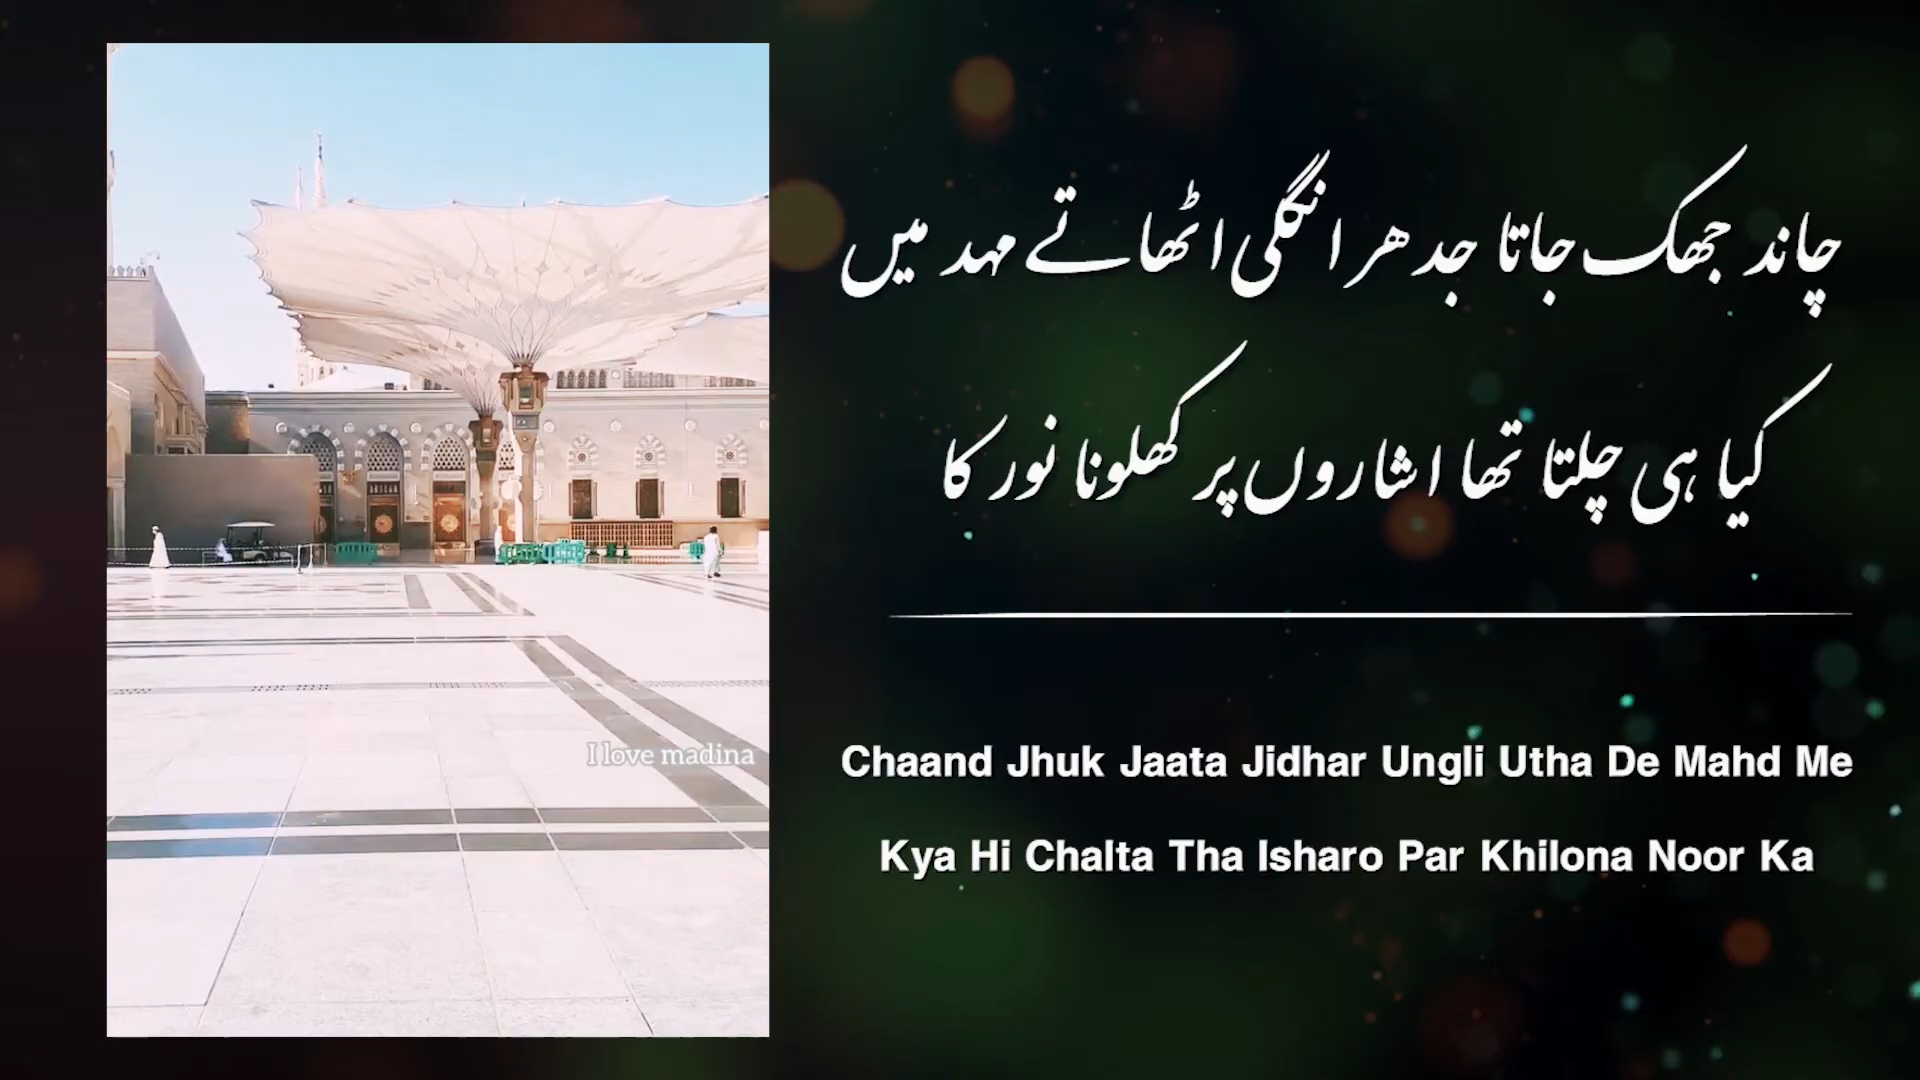 چاند جھک جاتا جدھر انگلی اٹھاتے مہد میں
کیا ہی چلتا تھا اشاروں پر کھلونا نور کا
I love madina
Chaand Jhuk Jaata Jidhar Ungli Utha De Mahd Me
Kya Hi Chalta Tha Isharo Par Khilona Noor Ka